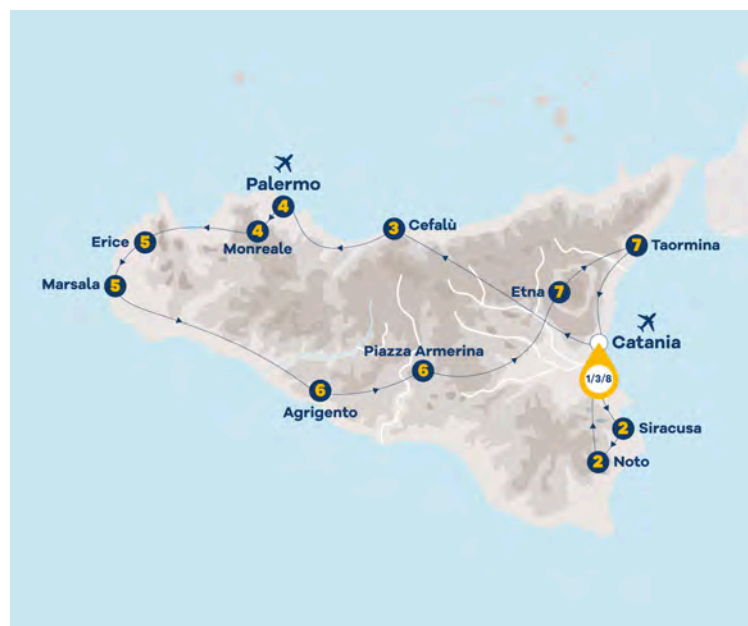 Palermo
4
4
Monreale
3
Cefalù
Erice
5
Marsala
5
7
Taormina
Etna
7
Catania
1/3/8
Piazza Armerina
6
6
Agrigento
2
Siracusa
2
Noto